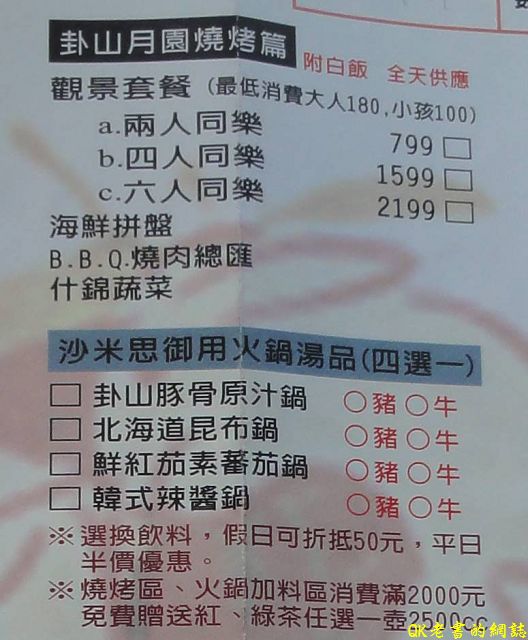 卦山月園燒烤篇 附白飯 全天供應
觀景套餐 (最低消費大人180,小孩100)
a.兩人同樂 799 □
b.四人同樂 1599 □
c.六人同樂 2199 □
海鮮拼盤
B.B.Q.燒肉總匯
什錦蔬菜
沙米思御用火鍋湯品(四選一)
□ 卦山豚骨原汁鍋 ○豬○牛
□ 北海道昆布鍋 ○豬○牛
□ 鮮紅茄素蕃茄鍋 ○豬○牛
□ 韓式辣醬鍋 ○豬○牛
※選換飲料，假日可折抵50元，平日
半價優惠。
※燒烤區、火鍋加料區消費滿2000元
免費贈送紅、綠茶任選一壺2500cc
QK老書的網誌